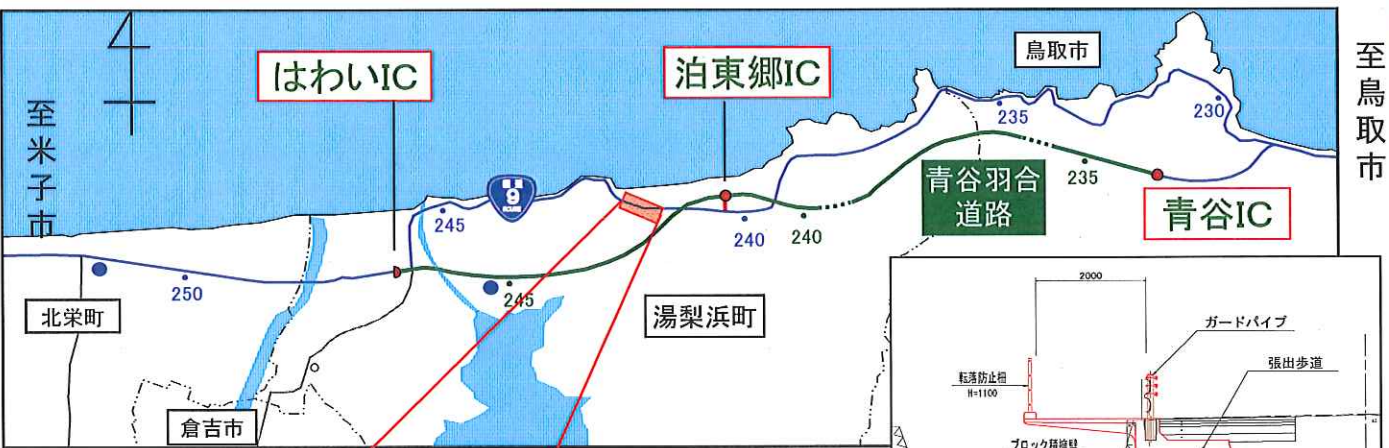 至米子市
はわいIC
泊東郷IC
鳥取市
至鳥取市
235
230
青谷羽合
道路
235
青谷IC
9
245
240
240
250
245
北栄町
湯梨浜町
倉吉市
2000
ガードパイプ
張出歩道
転落防止柵
H=1100
ブロック積擁壁